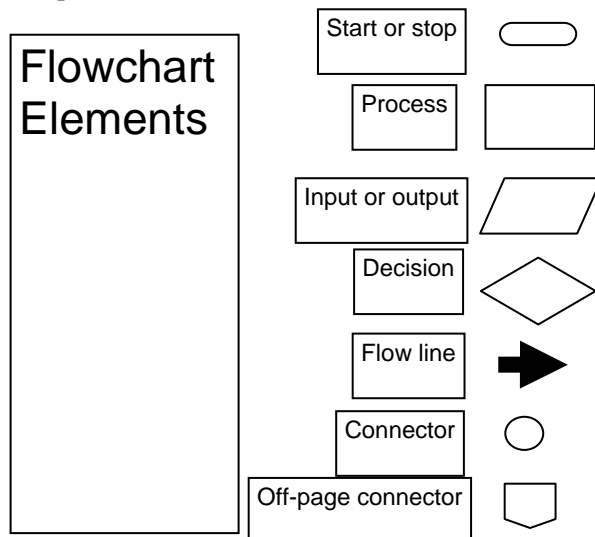 Flowchart
Elements
Start or stop
Process
Input or output
Decision
Flow line
Connector
Off-page connector